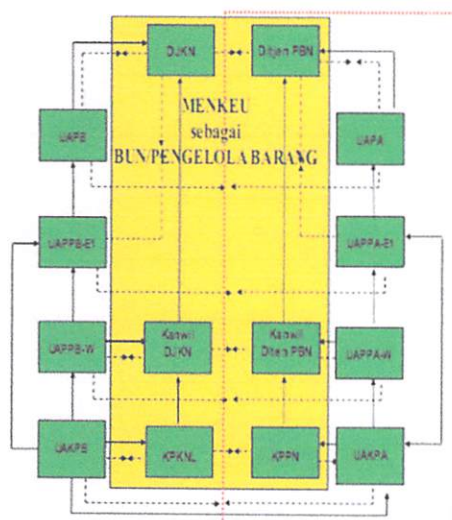 DJKN
Ditjen PBN
MENKEU
sebagai
BUN/PENGELOLA BARANG
UAPB
UAPA
UAPPB-E1
UAPPA-E1
UAPPB-W
Kanwil
DJKN
Kanwil
Ditjen PBN
UAPPA-W
UAKPB
KPKNL
KPPN
UAKPA